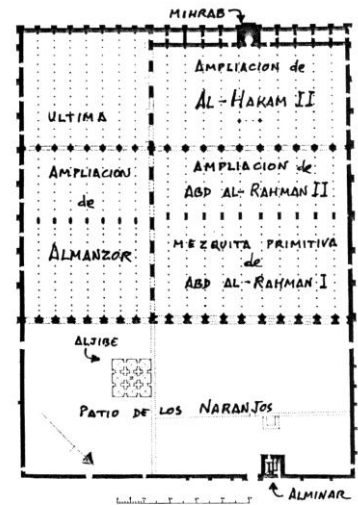 MIHRAB
AMPLIACION de
AL-HAKAM II
ULTIMA
AMPLIACION
de
ALMANZOR
AMPLIACION de
ABD AL-RAHMAN II
MEZQUITA PRIMITIVA
de
ABD AL-RAHMAN I
ALJIBE
PATIO DE LOS NARANJOS
ALMINAR